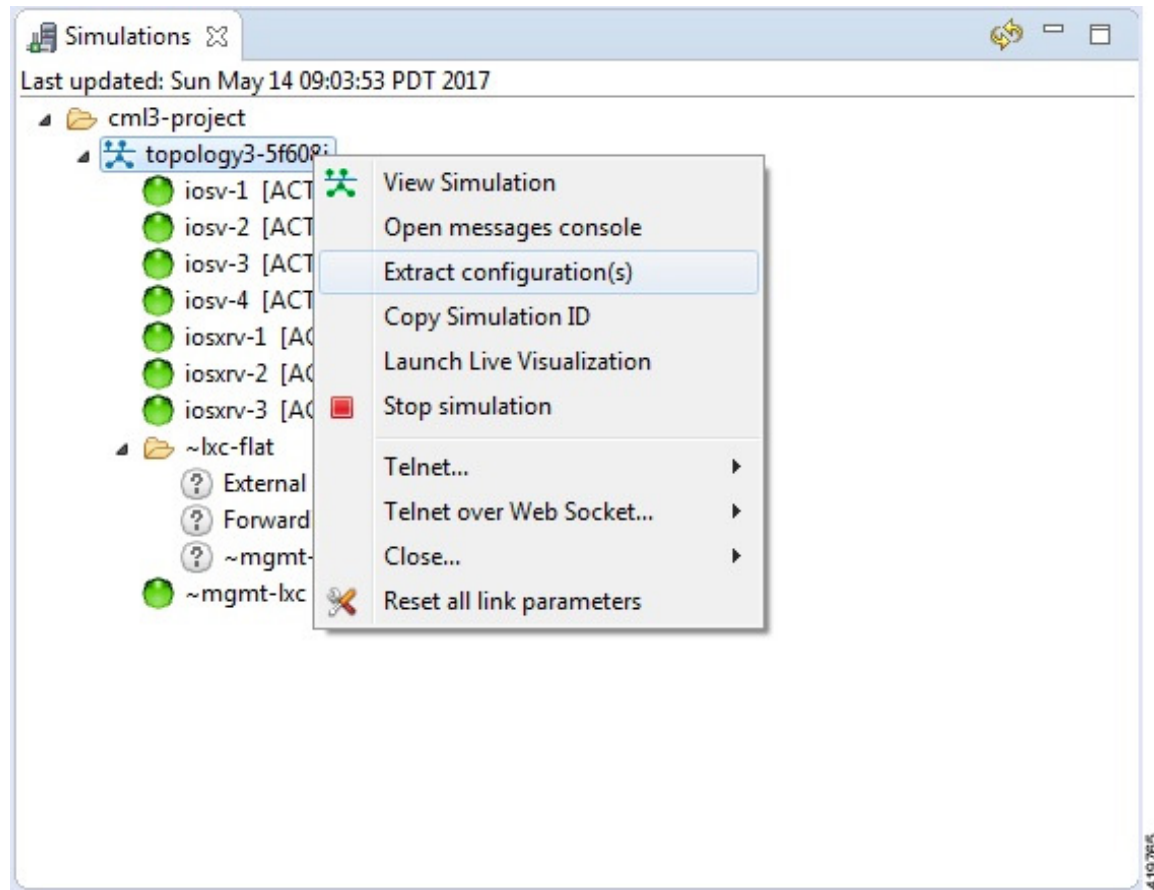 Simulations
Last updated: Sun May 14 09:03:53 PDT 2017
cml3-project
topology3-5f608j
iosv-1 [ACT
iosv-2 [ACT
iosv-3 [ACT
iosv-4 [ACT
iosxrv-1 [AC
iosxrv-2 [AC
iosxrv-3 [AC
~lxc-flat
External
Forward
~mgmt-
~mgmt-lxc
View Simulation
Open messages console
Extract configuration(s)
Copy Simulation ID
Launch Live Visualization
Stop simulation
Telnet...
Telnet over Web Socket...
Close...
Reset all link parameters
419765